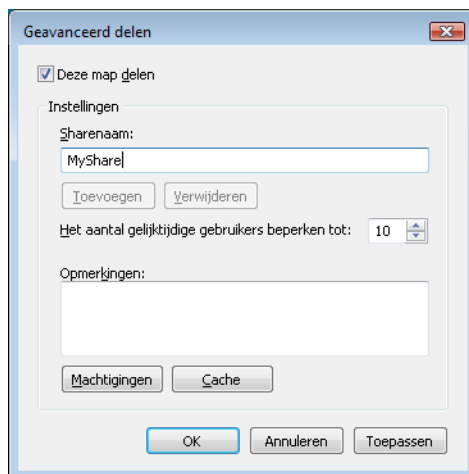 Geavanceerd delen
Deze map delen
Instellingen
Sharenaam:
MyShare
Toevoegen Verwijderen
Het aantal gelijktijdige gebruikers beperken tot: 10
Opmerkingen:
Machtigingen Cache
OK Annuleren Toepassen